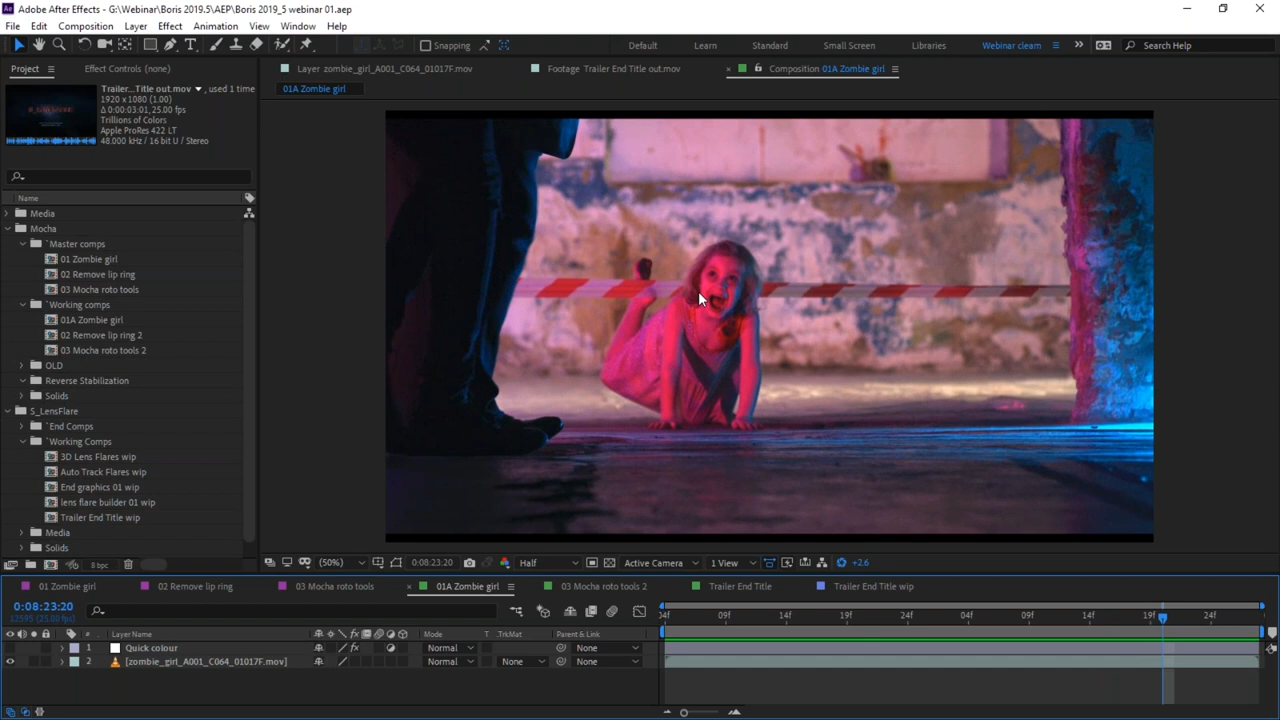 Adobe After Effects - G:\Webinar\Boris 2019.5\AEP\Boris 2019_5 webinar 01.aep
File Edit Composition Layer Effect Animation View Window Help
Snapping Default Learn Standard Small Screen Libraries Webinar cleam Search Help
Project Effect Controls (none) Layer zombie_girl_A001_C064_01017F.mov Footage Trailer End Title out.mov Composition 01A Zombie girl
01A Zombie girl
Trailer...Title out.mov , used 1 time
1920 x 1080 (1.00)
Δ 0:00:03:01, 25.00 fps
Trillions of Colors
Apple ProRes 422 LT
48.000 kHz / 16 bit U / Stereo
Name
Media
Mocha
`Master comps
01 Zombie girl
02 Remove lip ring
03 Mocha roto tools
`Working comps
01A Zombie girl
02 Remove lip ring 2
03 Mocha roto tools 2
OLD
Reverse Stabilization
Solids
S_LensFlare
`End Comps
`Working Comps
3D Lens Flares wip
Auto Track Flares wip
End graphics 01 wip
lens flare builder 01 wip
Trailer End Title wip
Media
Solids
8 bpc (50%) 0:08:23:20 Half Active Camera 1 View +2.6
01 Zombie girl 02 Remove lip ring 03 Mocha roto tools 01A Zombie girl 03 Mocha roto tools 2 Trailer End Title Trailer End Title wip
0:08:23:20
12595 (25.00 fps)
04f 09f 14f 19f 24f 04f 09f 14f 19f 24f
# Layer Name Mode T .TrkMat Parent & Link
1 Quick colour Normal None
2 [zombie_girl_A001_C064_01017F.mov] Normal None None